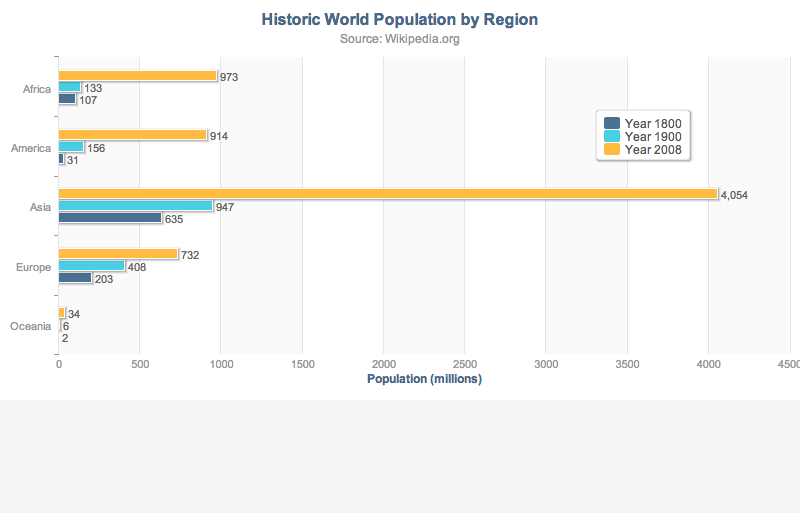 Historic World Population by Region
Source: Wikipedia.org
Africa
973
133
107
America
914
156
31
Asia
4,054
947
635
Europe
732
408
203
Oceania
34
6
2
Year 1800
Year 1900
Year 2008
0 500 1000 1500 2000 2500 3000 3500 4000 4500
Population (millions)